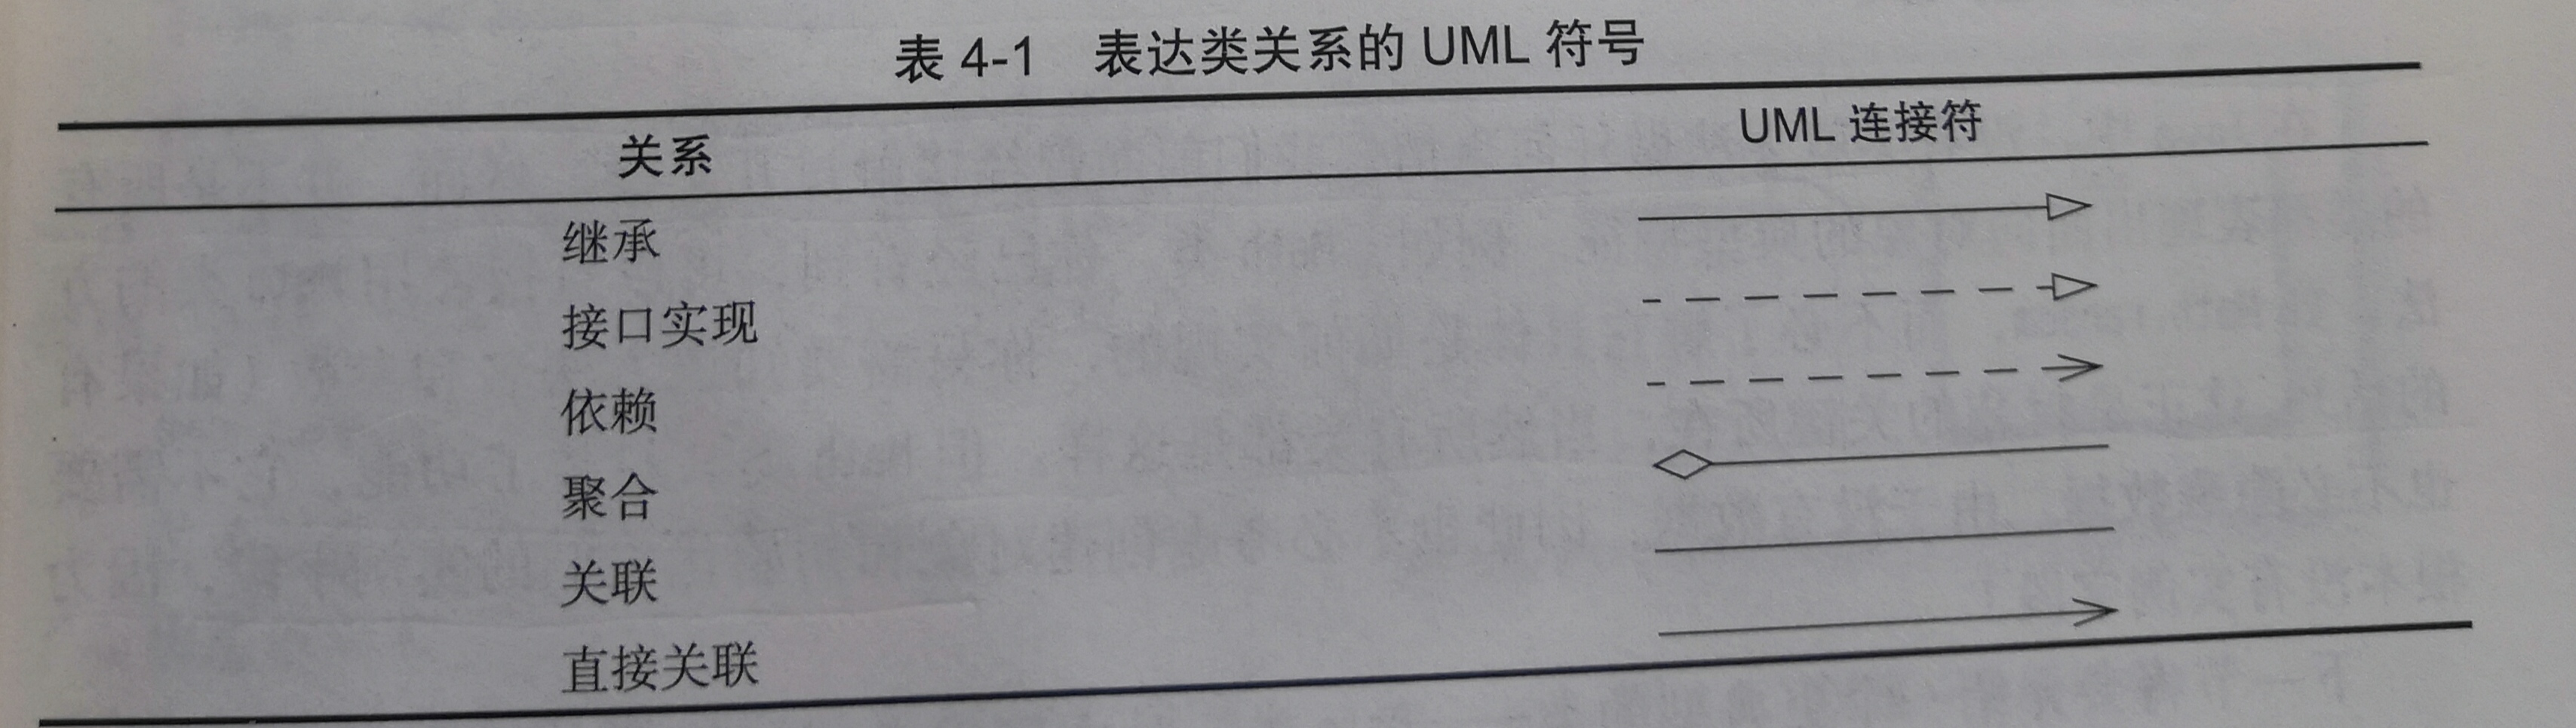 表 4-1 表达类关系的 UML 符号
关系 UML 连接符
继承
接口实现
依赖
聚合
关联
直接关联